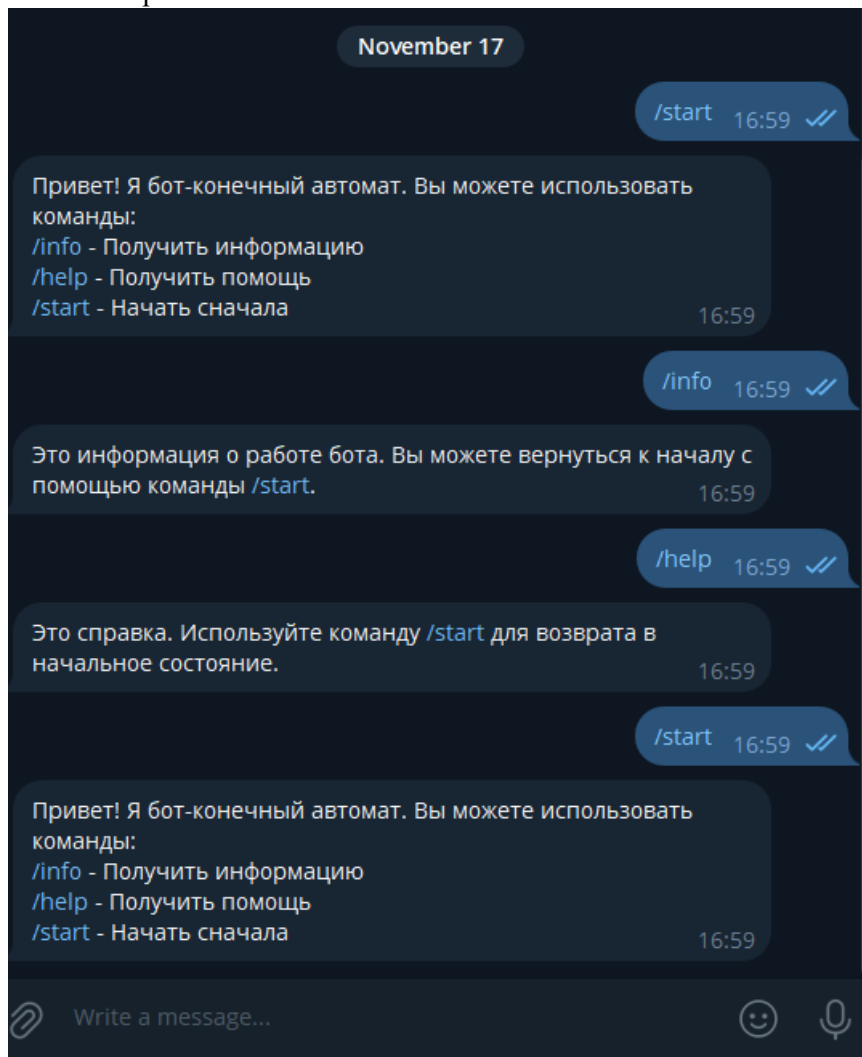 November 17
/start 16:59
Привет! Я бот-конечный автомат. Вы можете использовать
команды:
/info - Получить информацию
/help - Получить помощь
/start - Начать сначала
16:59
/info 16:59
Это информация о работе бота. Вы можете вернуться к началу с
помощью команды /start.
16:59
/help 16:59
Это справка. Используйте команду /start для возврата в
начальное состояние.
16:59
/start 16:59
Привет! Я бот-конечный автомат. Вы можете использовать
команды:
/info - Получить информацию
/help - Получить помощь
/start - Начать сначала
16:59
Write a message...